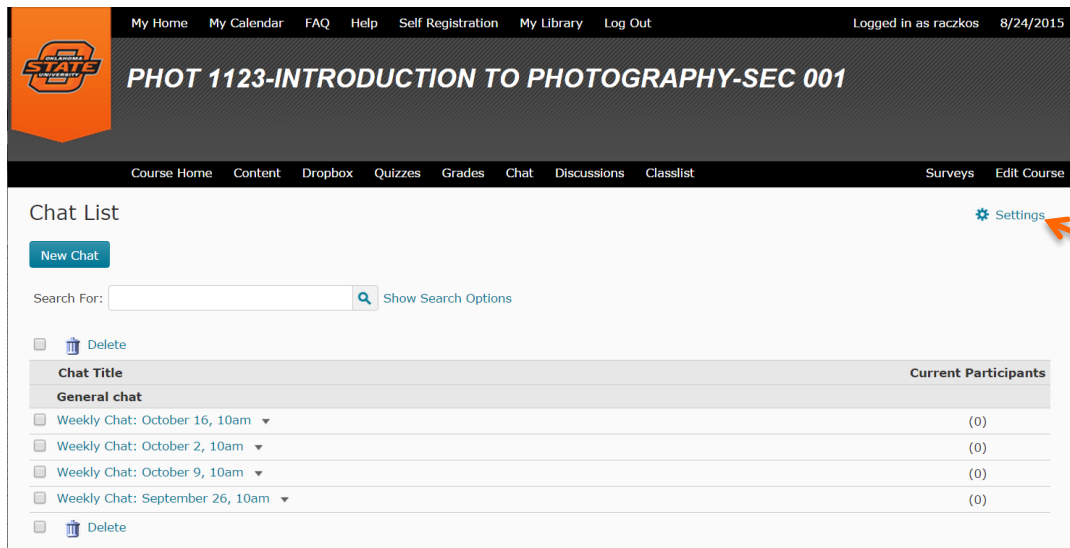 My Home My Calendar FAQ Help Self Registration My Library Log Out Logged in as raczkos 8/24/2015
OKLAHOMA
STATE
UNIVERSITY
PHOT 1123-INTRODUCTION TO PHOTOGRAPHY-SEC 001
Course Home Content Dropbox Quizzes Grades Chat Discussions Classlist Surveys Edit Course
Chat List
Settings
New Chat
Search For: Show Search Options
Delete
Chat Title Current Participants
General chat
Weekly Chat: October 16, 10am (0)
Weekly Chat: October 2, 10am (0)
Weekly Chat: October 9, 10am (0)
Weekly Chat: September 26, 10am (0)
Delete